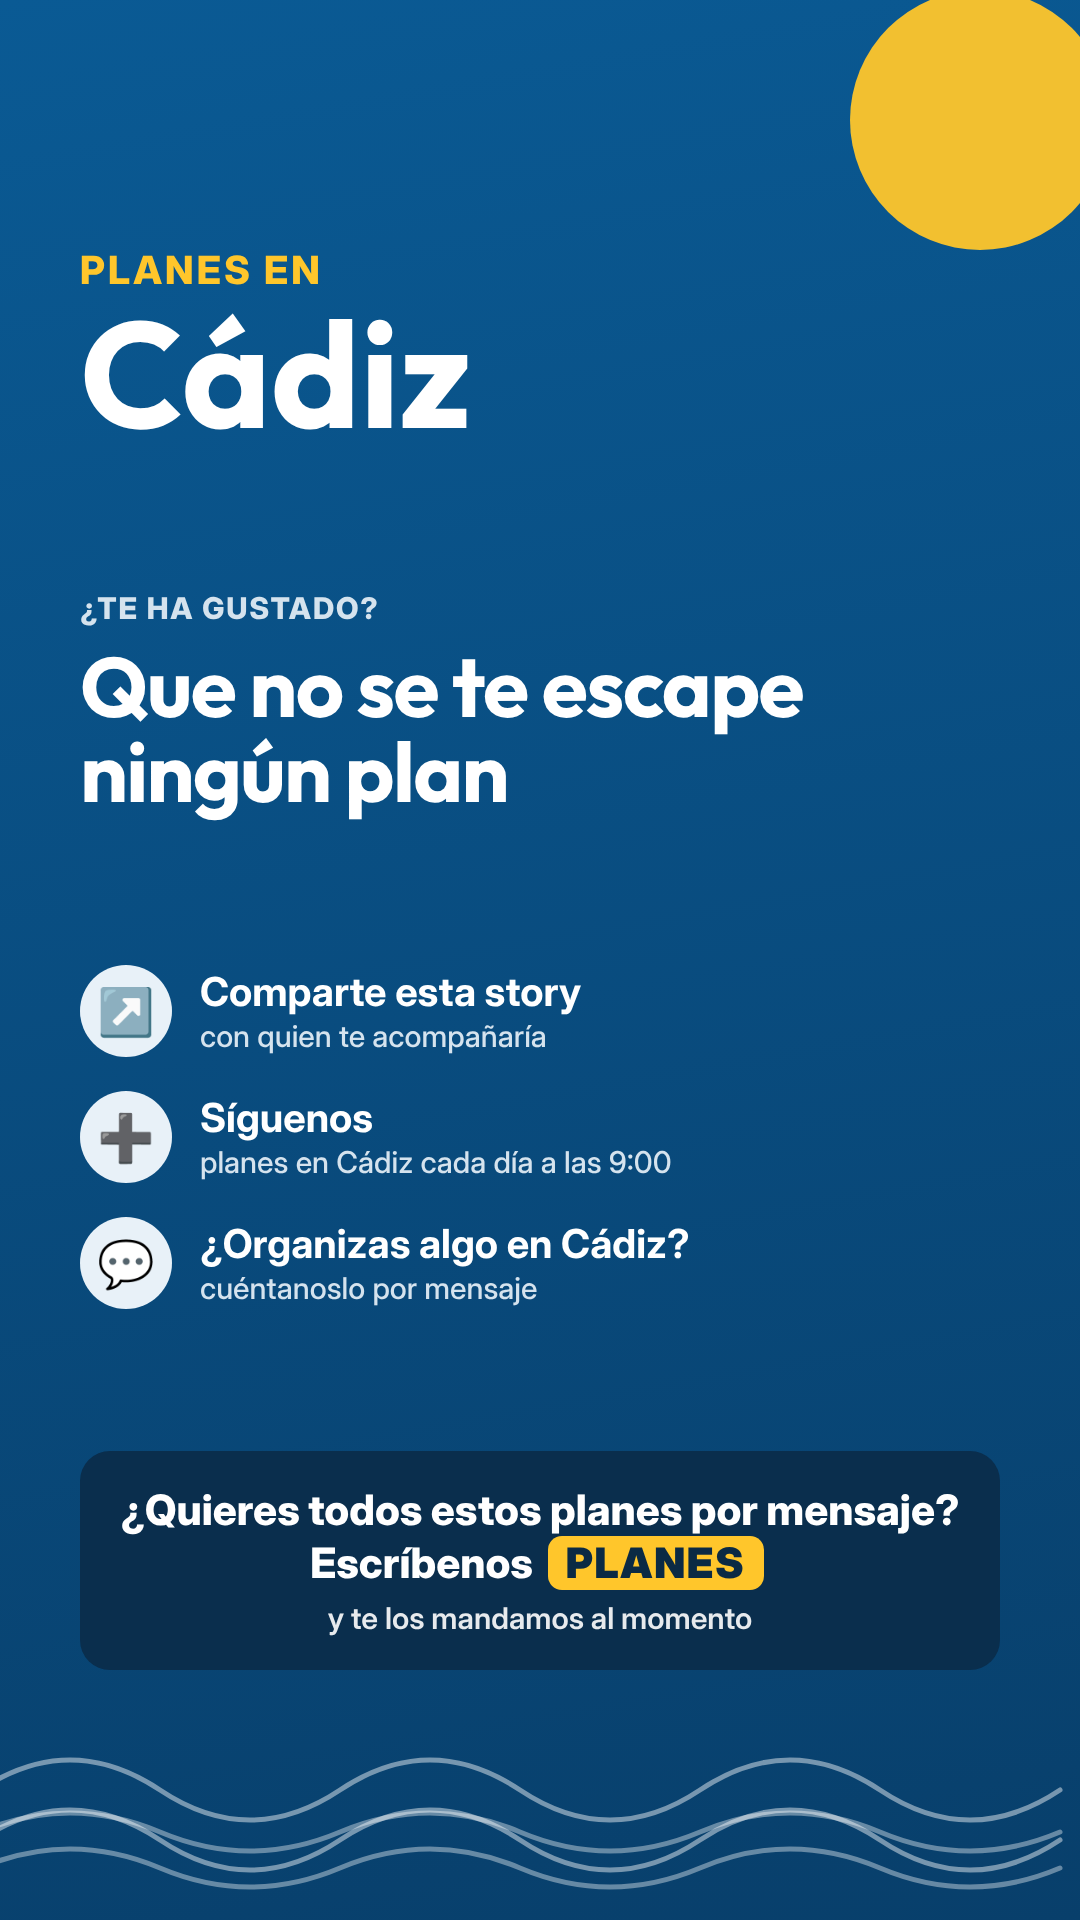 PLANES EN
Cádiz
¿TE HA GUSTADO?
Que no se te escape
ningún plan
Comparte esta story
con quien te acompañaría
Síguenos
planes en Cádiz cada día a las 9:00
¿Organizas algo en Cádiz?
cuéntanoslo por mensaje
¿Quieres todos estos planes por mensaje?
Escríbenos PLANES
y te los mandamos al momento